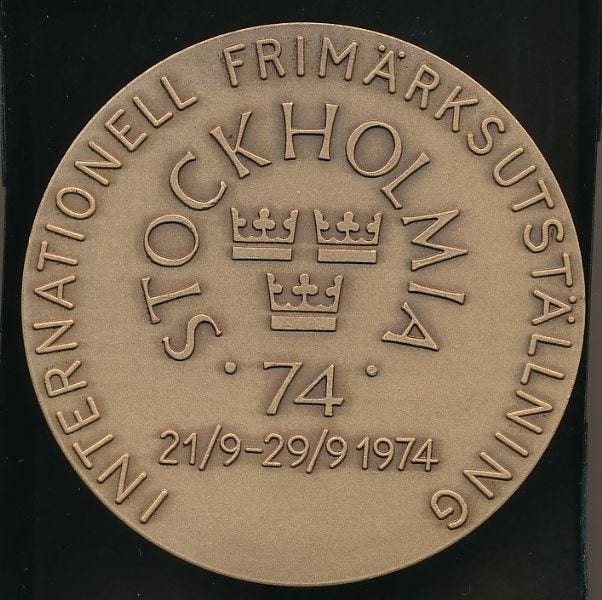 INTERNATIONELL FRIMÄRKSUTSTÄLLNING
STOCKHOLMIA
· 74 ·
21/9-29/9 1974